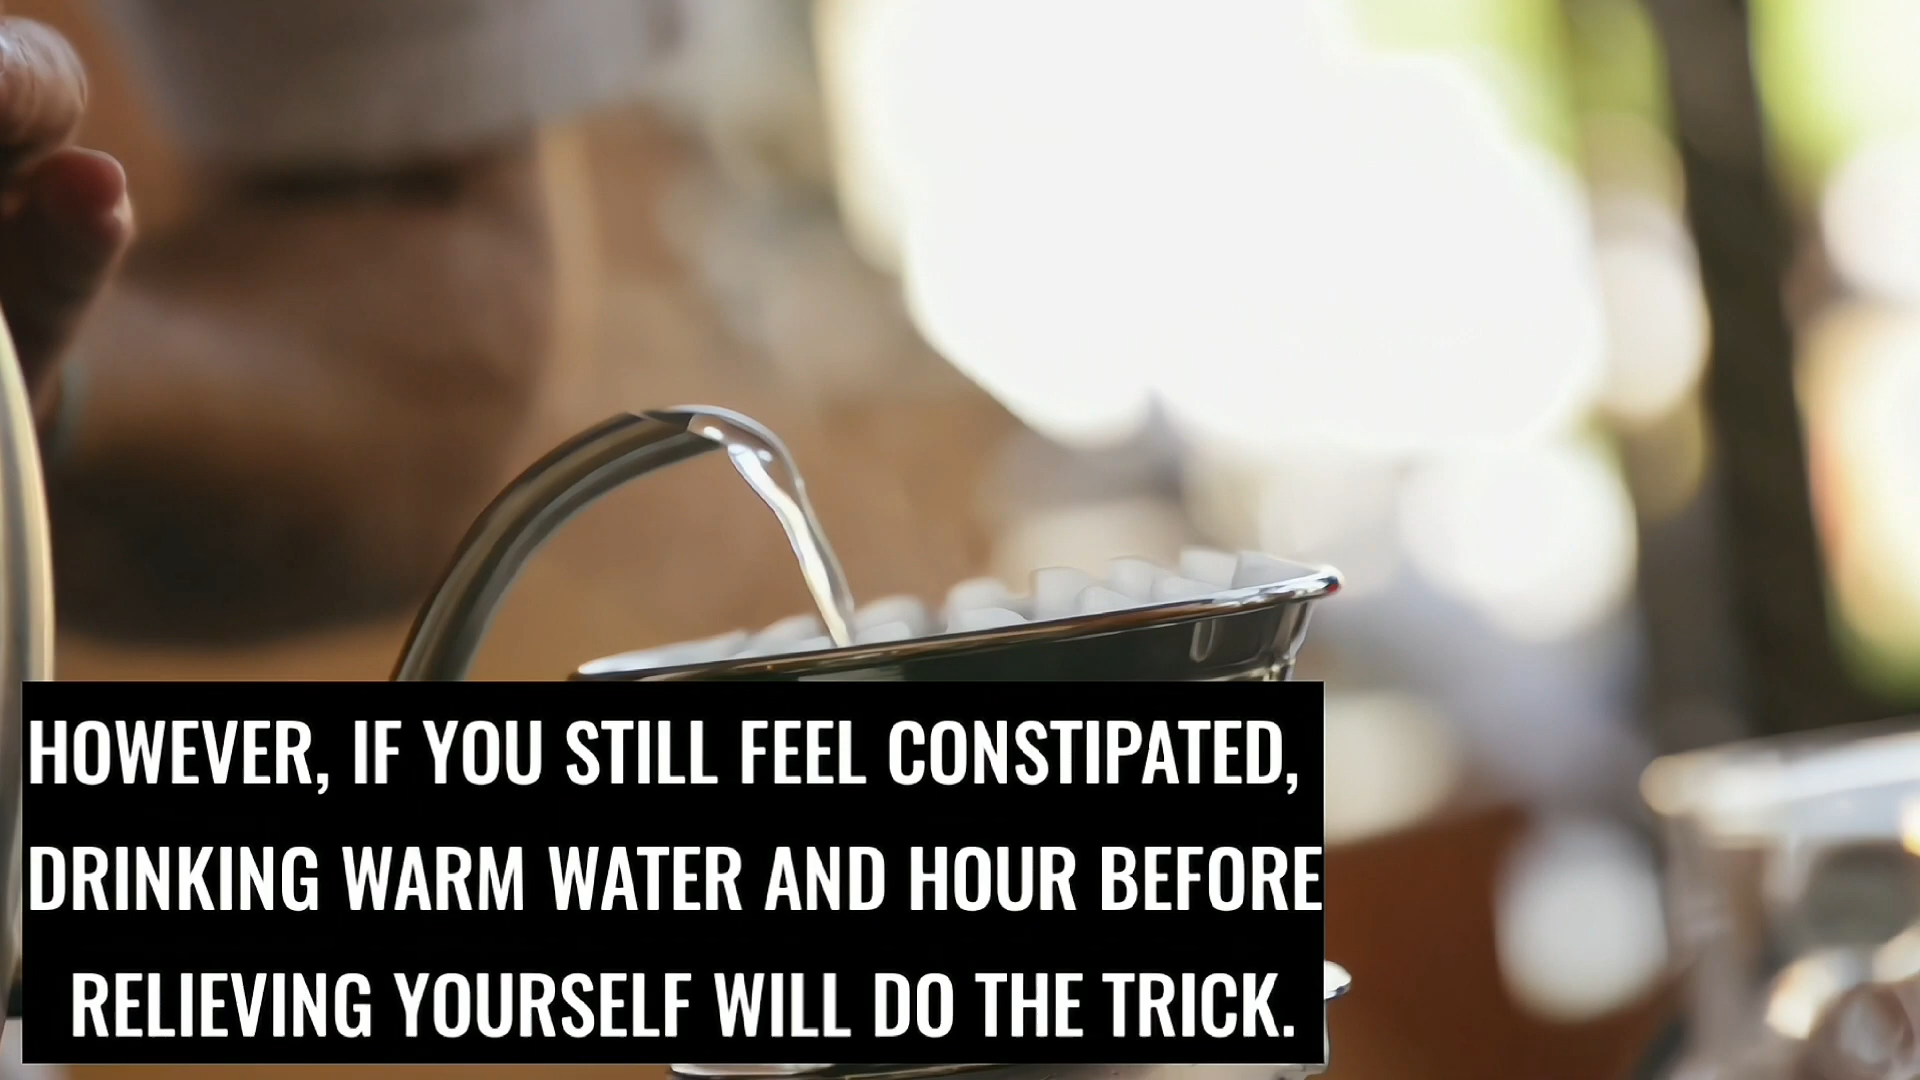 HOWEVER, IF YOU STILL FEEL CONSTIPATED,
DRINKING WARM WATER AND HOUR BEFORE
RELIEVING YOURSELF WILL DO THE TRICK.